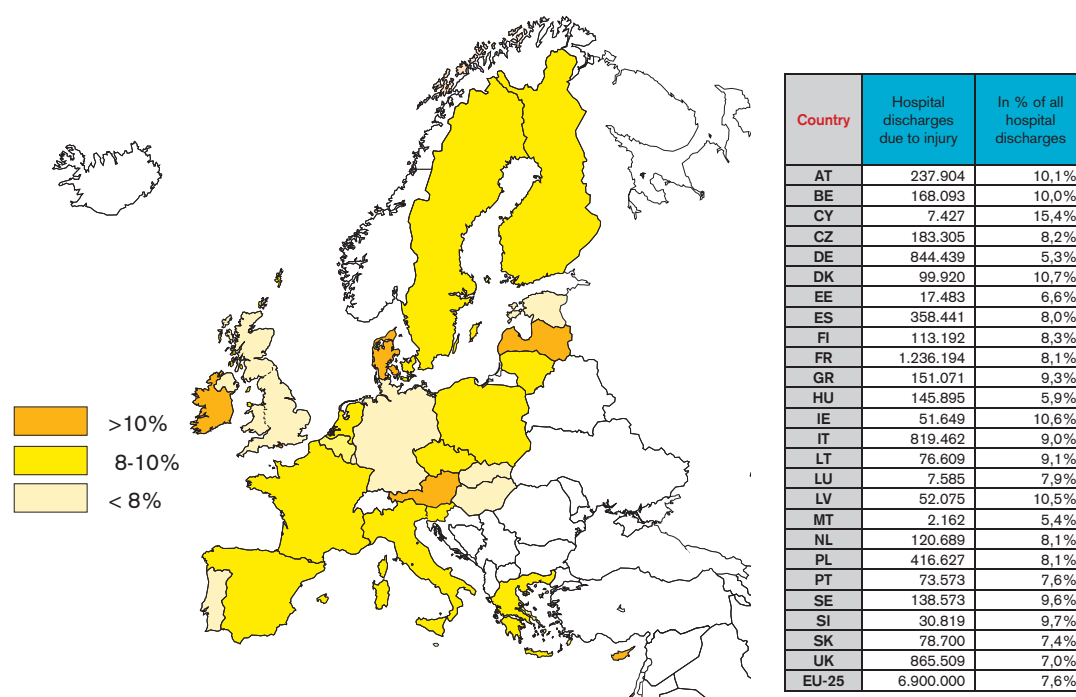 >10%
8-10%
< 8%
Country Hospital discharges due to injury In % of all hospital discharges
AT 237.904 10,1%
BE 168.093 10,0%
CY 7.427 15,4%
CZ 183.305 8,2%
DE 844.439 5,3%
DK 99.920 10,7%
EE 17.483 6,6%
ES 358.441 8,0%
FI 113.192 8,3%
FR 1.236.194 8,1%
GR 151.071 9,3%
HU 145.895 5,9%
IE 51.649 10,6%
IT 819.462 9,0%
LT 76.609 9,1%
LU 7.585 7,9%
LV 52.075 10,5%
MT 2.162 5,4%
NL 120.689 8,1%
PL 416.627 8,1%
PT 73.573 7,6%
SE 138.573 9,6%
SI 30.819 9,7%
SK 78.700 7,4%
UK 865.509 7,0%
EU-25 6.900.000 7,6%